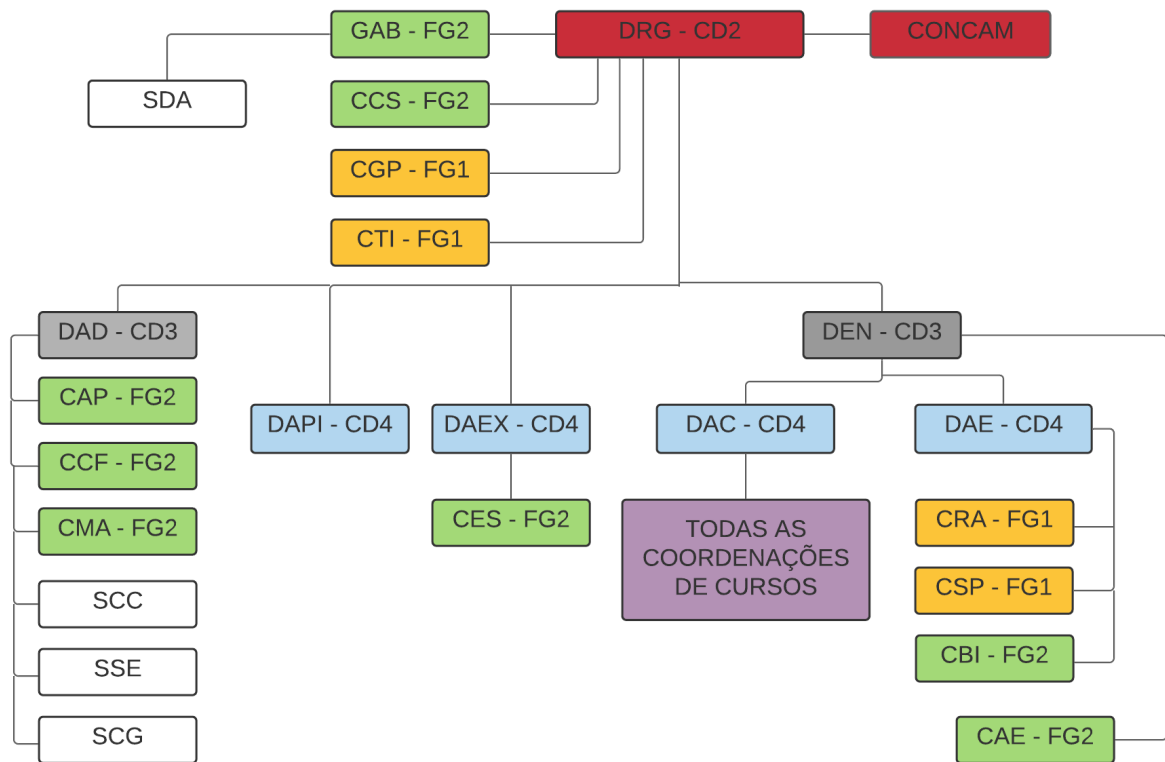 GAB - FG2
DRG - CD2
CONCAM
SDA
CCS - FG2
CGP - FG1
CTI - FG1
DAD - CD3
DEN - CD3
CAP - FG2
DAPI - CD4
DAEX - CD4
DAC - CD4
DAE - CD4
CCF - FG2
CMA - FG2
CES - FG2
TODAS AS
COORDENAÇÕES
DE CURSOS
CRA - FG1
SCC
CSP - FG1
SSE
CBI - FG2
SCG
CAE - FG2